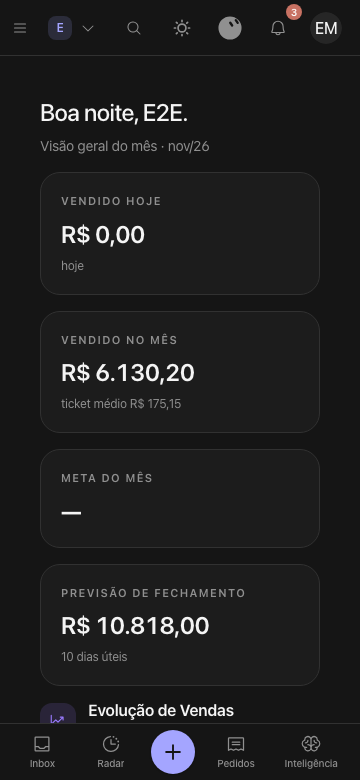 E
3
EM
Boa noite, E2E.
Visão geral do mês · nov/26
VENDIDO HOJE
R$ 0,00
hoje
VENDIDO NO MÊS
R$ 6.130,20
ticket médio R$ 175,15
META DO MÊS
—
PREVISÃO DE FECHAMENTO
R$ 10.818,00
10 dias úteis
Evolução de Vendas
Inbox
Radar
Pedidos
Inteligência